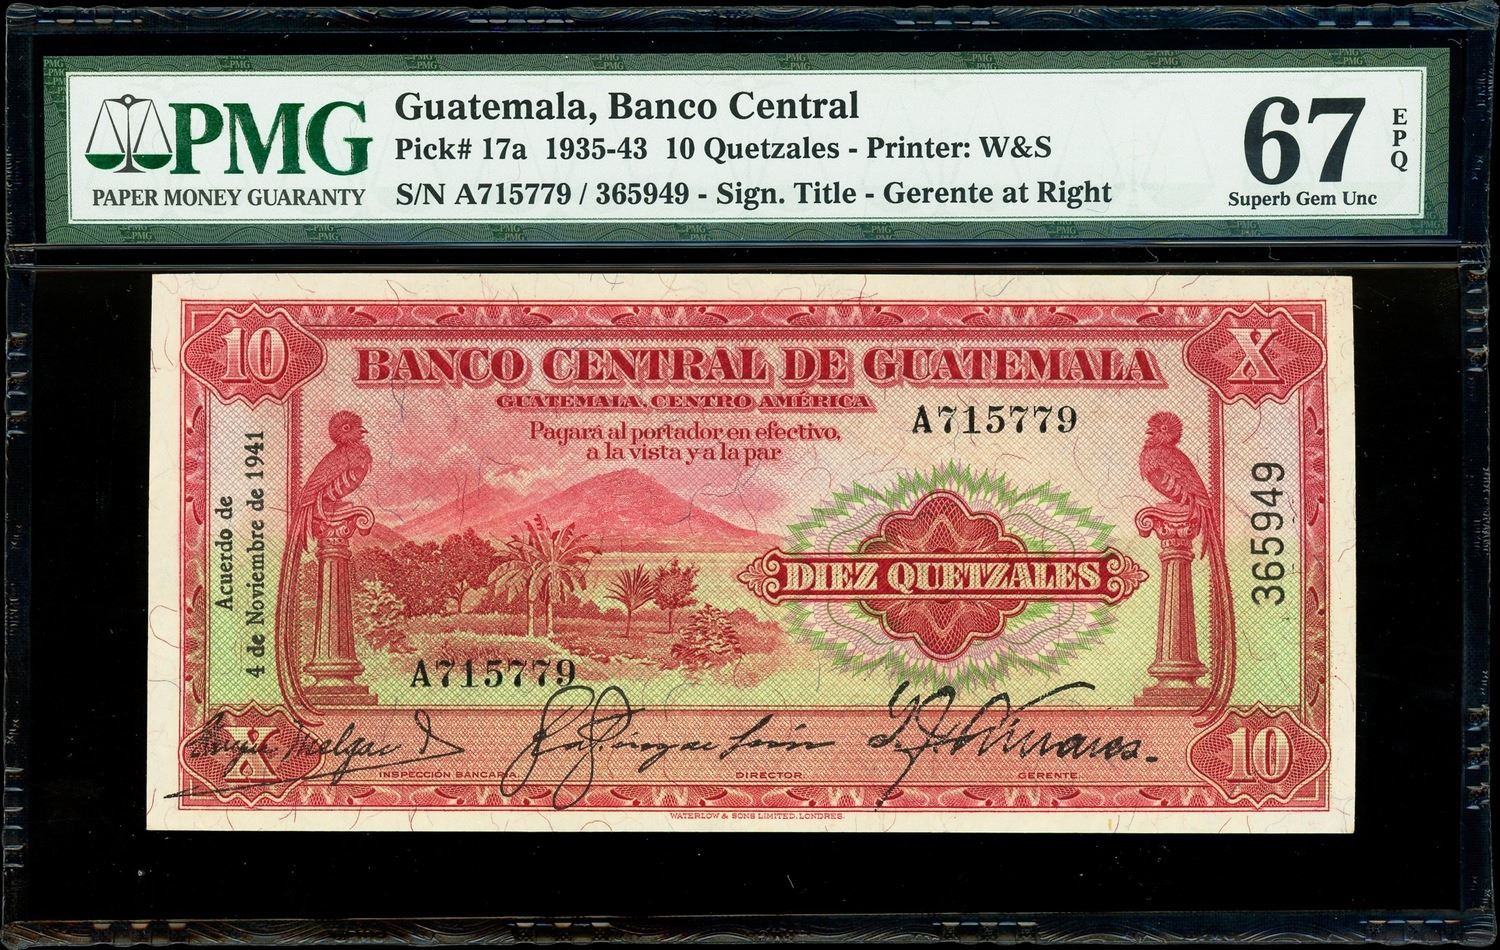 PMG
PAPER MONEY GUARANTY
Guatemala, Banco Central
Pick# 17a 1935-43 10 Quetzales - Printer: W&S
S/N A715779 / 365949 - Sign. Title - Gerente at Right
67
EPQ
Superb Gem Unc
10
X
BANCO CENTRAL DE GUATEMALA
GUATEMALA, CENTRO AMÉRICA
Pagará al portador en efectivo,
a la vista y a la par
A715779
Acuerdo de
4 de Noviembre de 1941
365949
DIEZ QUETZALES
A715779
X
10
INSPECCIÓN BANCARIA
DIRECTOR
GERENTE
WATERLOW & SONS LIMITED, LONDRES.